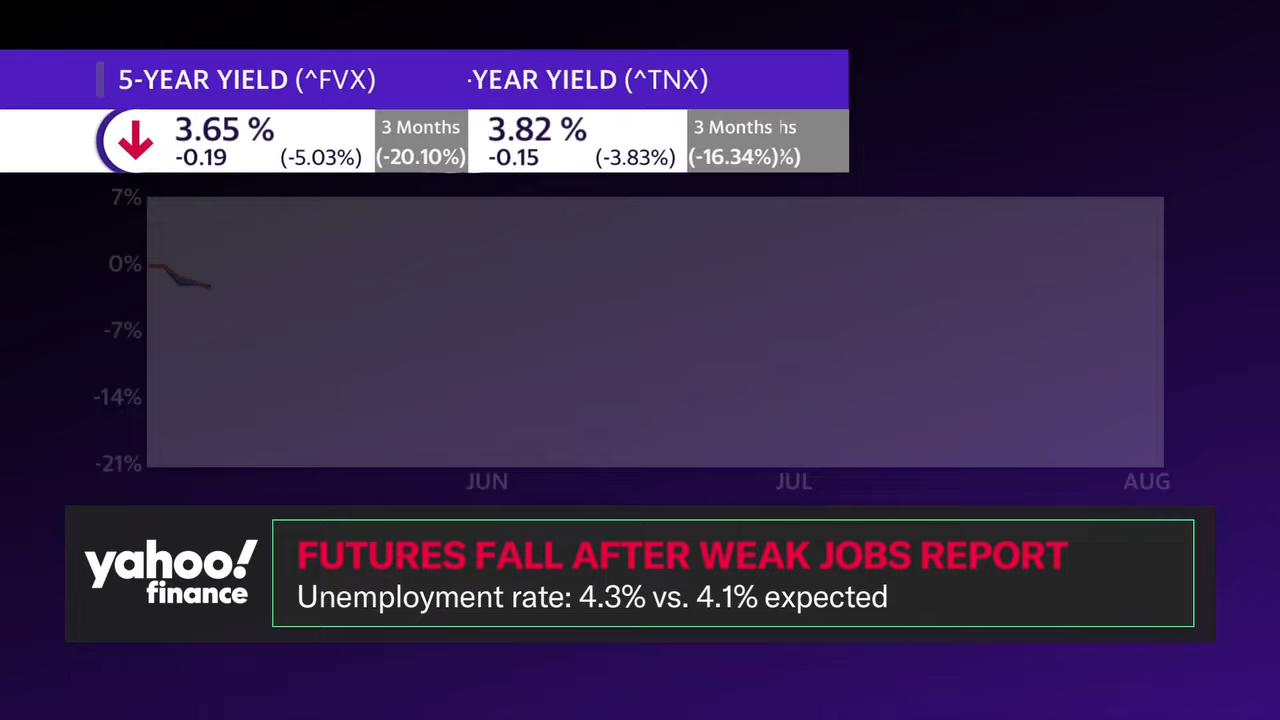 5-YEAR YIELD (^FVX)
·YEAR YIELD (^TNX)
3.65 %
-0.19 (-5.03%)
3 Months
(-20.10%)
3.82 %
-0.15 (-3.83%)
3 Months hs
(-16.34%)%)
7%
0%
-7%
-14%
-21%
JUN JUL AUG
yahoo!
finance
FUTURES FALL AFTER WEAK JOBS REPORT
Unemployment rate: 4.3% vs. 4.1% expected